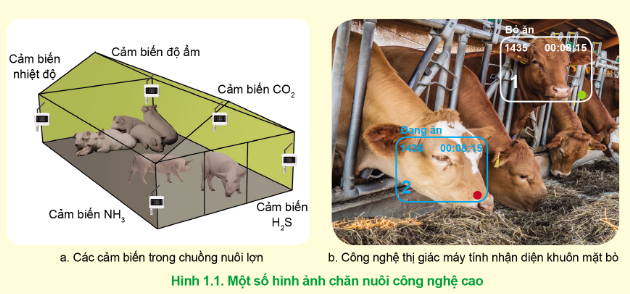 Cảm biến
nhiệt độ
Cảm biến độ ẩm
Cảm biến CO2
Cảm biến NH3
Cảm biến
H2S
a. Các cảm biến trong chuồng nuôi lợn
Bỏ ăn
1435 00:08:15
1
Đang ăn
00:08:15
2
b. Công nghệ thị giác máy tính nhận diện khuôn mặt bò
Hình 1.1. Một số hình ảnh chăn nuôi công nghệ cao